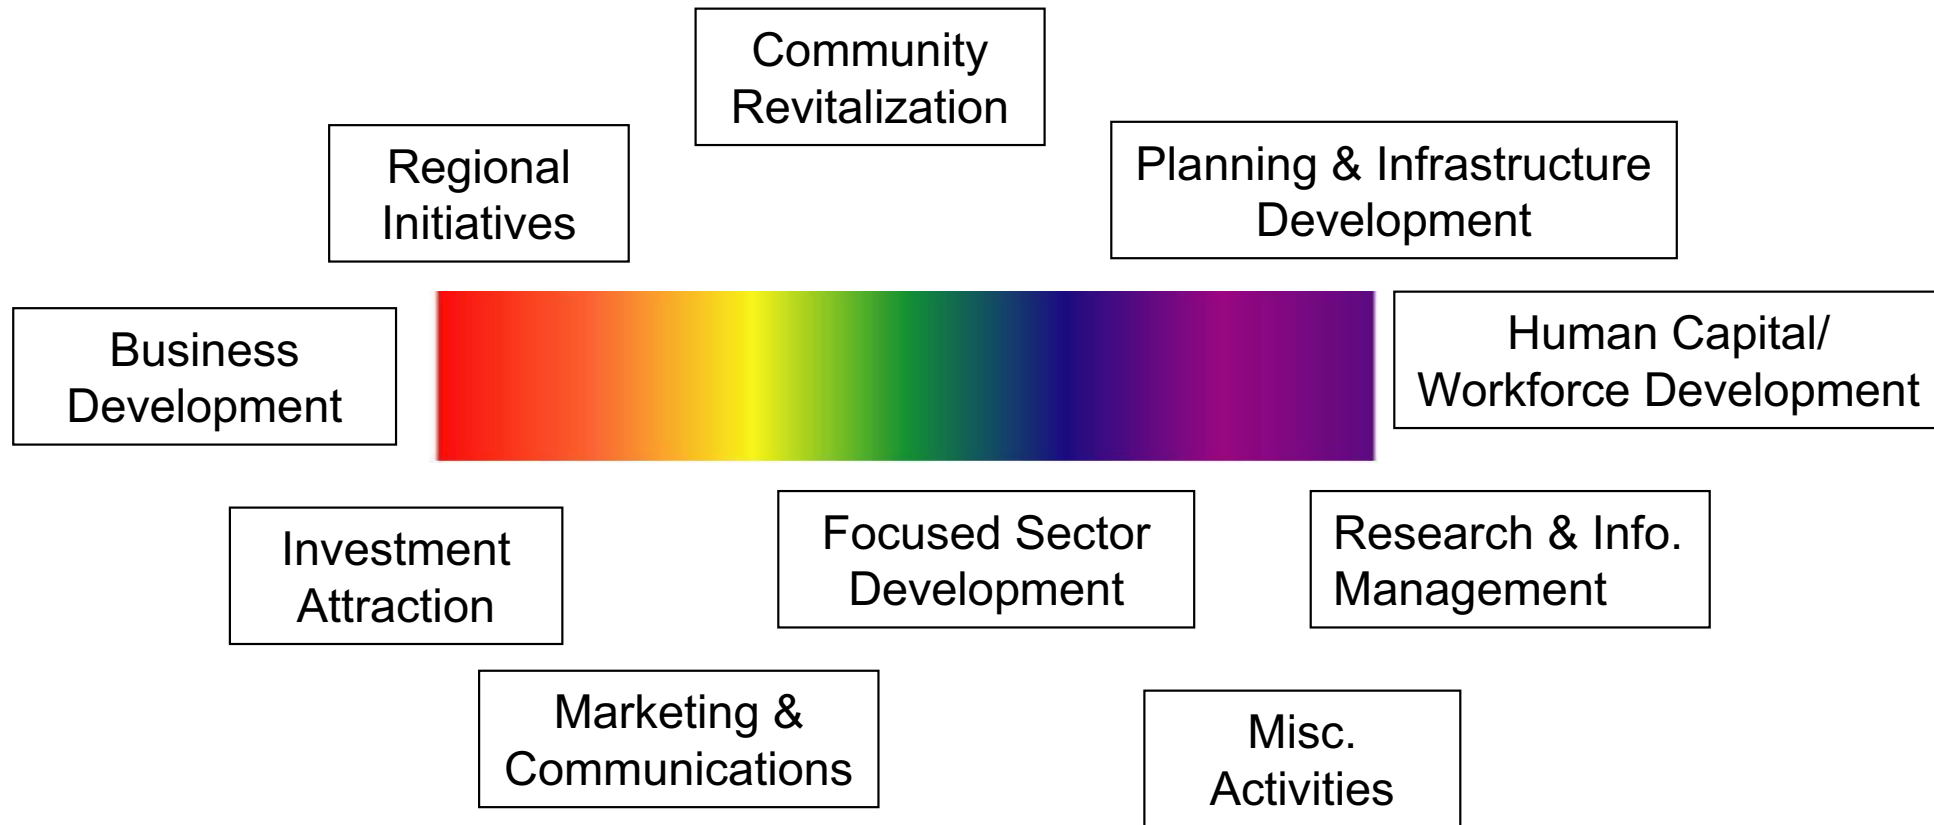 Community
Revitalization
Regional
Initiatives
Planning & Infrastructure
Development
Business
Development
Human Capital/
Workforce Development
Investment
Attraction
Focused Sector
Development
Research & Info.
Management
Marketing &
Communications
Misc.
Activities